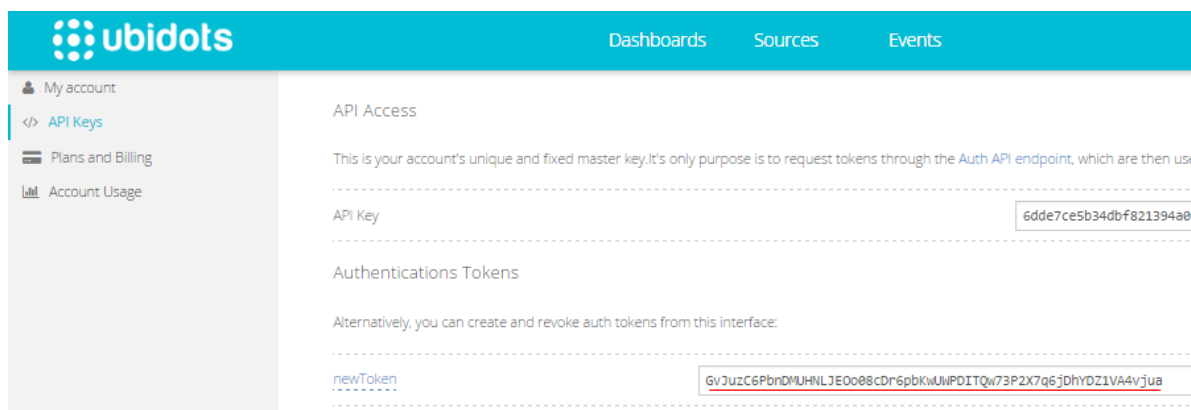 ubidots
Dashboards Sources Events
My account
API Keys
Plans and Billing
Account Usage
API Access
This is your account's unique and fixed master key.It's only purpose is to request tokens through the Auth API endpoint, which are then use
API Key 6dde7ce5b34dbf821394a0
Authentications Tokens
Alternatively, you can create and revoke auth tokens from this interface:
newToken GvJuzC6PbnDMUHNLJEOo08cDr6pbKwUWPDITQw73P2X7q6jDhYDZ1VA4vjua